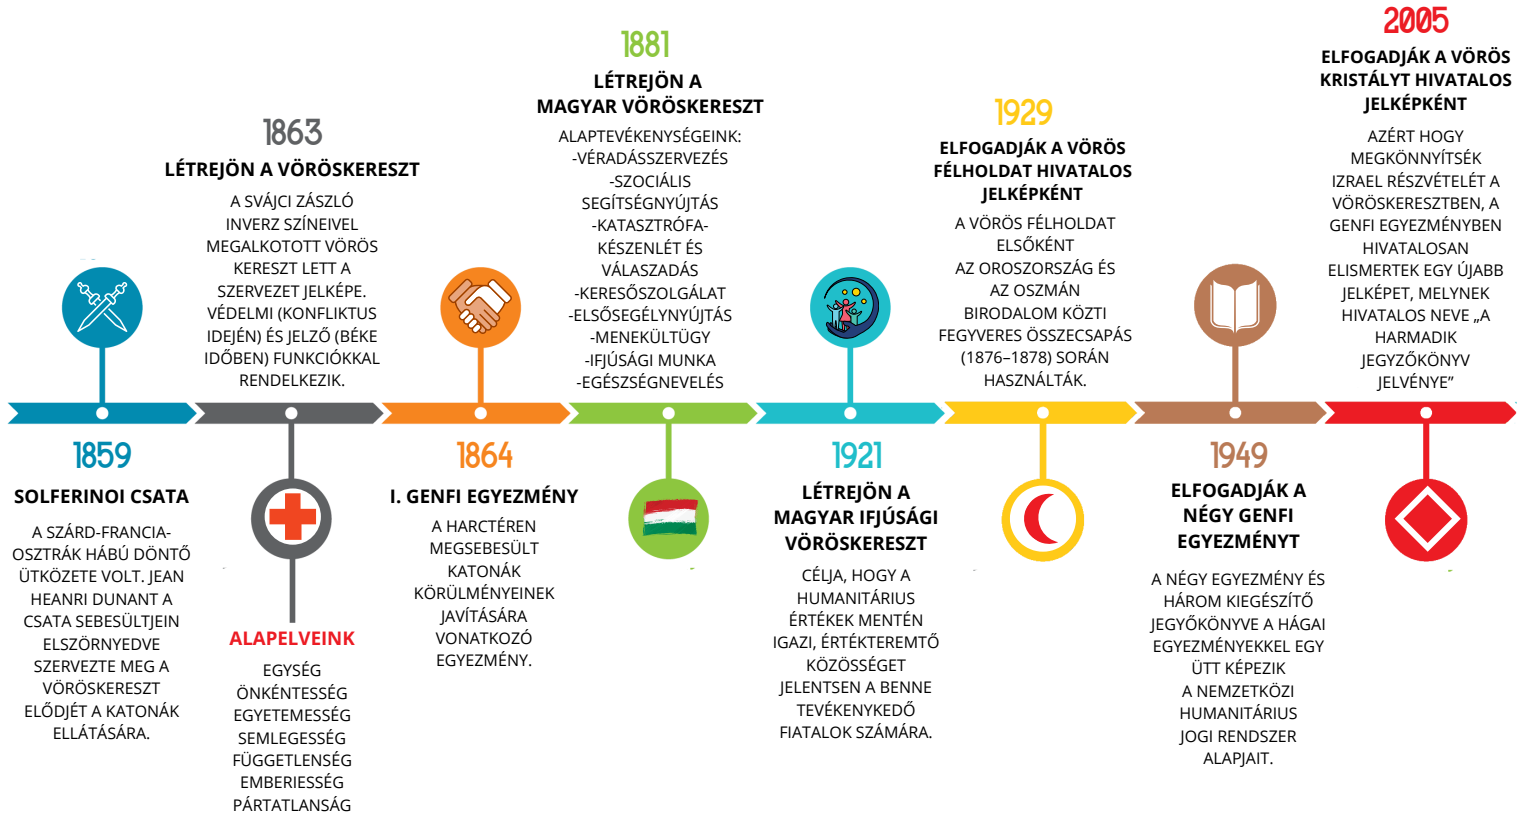 1859
SOLFERINOI CSATA
A SZÁRD-FRANCIA-
OSZTRÁK HÁBÚ DÖNTŐ
ÜTKÖZETE VOLT. JEAN
HEANRI DUNANT A
CSATA SEBESÜLTJEIN
ELSZÖRNYEDVE
SZERVEZTE MEG A
VÖRÖSKERESZT
ELŐDJÉT A KATONÁK
ELLÁTÁSÁRA.
1863
LÉTREJÖN A VÖRÖSKERESZT
A SVÁJCI ZÁSZLÓ
INVERZ SZÍNEIVEL
MEGALKOTOTT VÖRÖS
KERESZT LETT A
SZERVEZET JELKÉPE.
VÉDELMI (KONFLIKTUS
IDEJÉN) ÉS JELZŐ (BÉKE
IDŐBEN) FUNKCIÓKKAL
RENDELKEZIK.
ALAPELVEINK
EGYSÉG
ÖNKÉNTESSÉG
EGYETEMESSÉG
SEMLEGESSÉG
FÜGGETLENSÉG
EMBERIESSÉG
PÁRTATLANSÁG
1864
I. GENFI EGYEZMÉNY
A HARCTÉREN
MEGSEBESÜLT
KATONÁK
KÖRÜLMÉNYEINEK
JAVÍTÁSÁRA
VONATKOZÓ
EGYEZMÉNY.
1881
LÉTREJÖN A
MAGYAR VÖRÖSKERESZT
ALAPTEVÉKENYSÉGEINK:
-VÉRADÁSSZERVEZÉS
-SZOCIÁLIS
SEGÍTSÉGNYÚJTÁS
-KATASZTRÓFA-
KÉSZENLÉT ÉS
VÁLASZADÁS
-KERESŐSZOLGÁLAT
-ELSŐSEGÉLYNYÚJTÁS
-MENEKÜLTÜGY
-IFJÚSÁGI MUNKA
-EGÉSZSÉGNEVELÉS
1921
LÉTREJÖN A
MAGYAR IFJÚSÁGI
VÖRÖSKERESZT
CÉLJA, HOGY A
HUMANITÁRIUS
ÉRTÉKEK MENTÉN
IGAZI, ÉRTÉKTEREMTŐ
KÖZÖSSÉGET
JELENTSEN A BENNE
TEVÉKENYKEDŐ
FIATALOK SZÁMÁRA.
1929
ELFOGADJÁK A VÖRÖS
FÉLHOLDAT HIVATALOS
JELKÉPKÉNT
A VÖRÖS FÉLHOLDAT
ELSŐKÉNT
AZ OROSZORSZÁG ÉS
AZ OSZMÁN
BIRODALOM KÖZTI
FEGYVERES ÖSSZECSAPÁS
(1876–1878) SORÁN
HASZNÁLTÁK.
1949
ELFOGADJÁK A
NÉGY GENFI
EGYEZMÉNYT
A NÉGY EGYEZMÉNY ÉS
HÁROM KIEGÉSZÍTŐ
JEGYŐKÖNYVE A HÁGAI
EGYEZMÉNYEKKEL EGY
ÜTT KÉPEZIK
A NEMZETKÖZI
HUMANITÁRIUS
JOGI RENDSZER
ALAPJAIT.
2005
ELFOGADJÁK A VÖRÖS
KRISTÁLYT HIVATALOS
JELKÉPKÉNT
AZÉRT HOGY
MEGKÖNNYÍTSÉK
IZRAEL RÉSZVÉTELÉT A
VÖRÖSKERESZTBEN, A
GENFI EGYEZMÉNYBEN
HIVATALOSAN
ELISMERTEK EGY ÚJABB
JELKÉPET, MELYNEK
HIVATALOS NEVE „A
HARMADIK
JEGYZŐKÖNYV
JELVÉNYE”